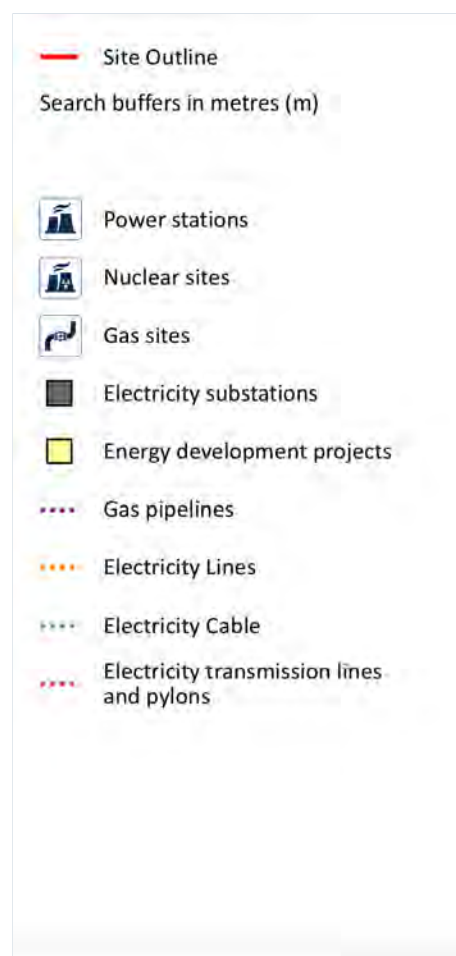 Site Outline
Search buffers in metres (m)
Power stations
Nuclear sites
Gas sites
Electricity substations
Energy development projects
Gas pipelines
Electricity Lines
Electricity Cable
Electricity transmission lines
and pylons